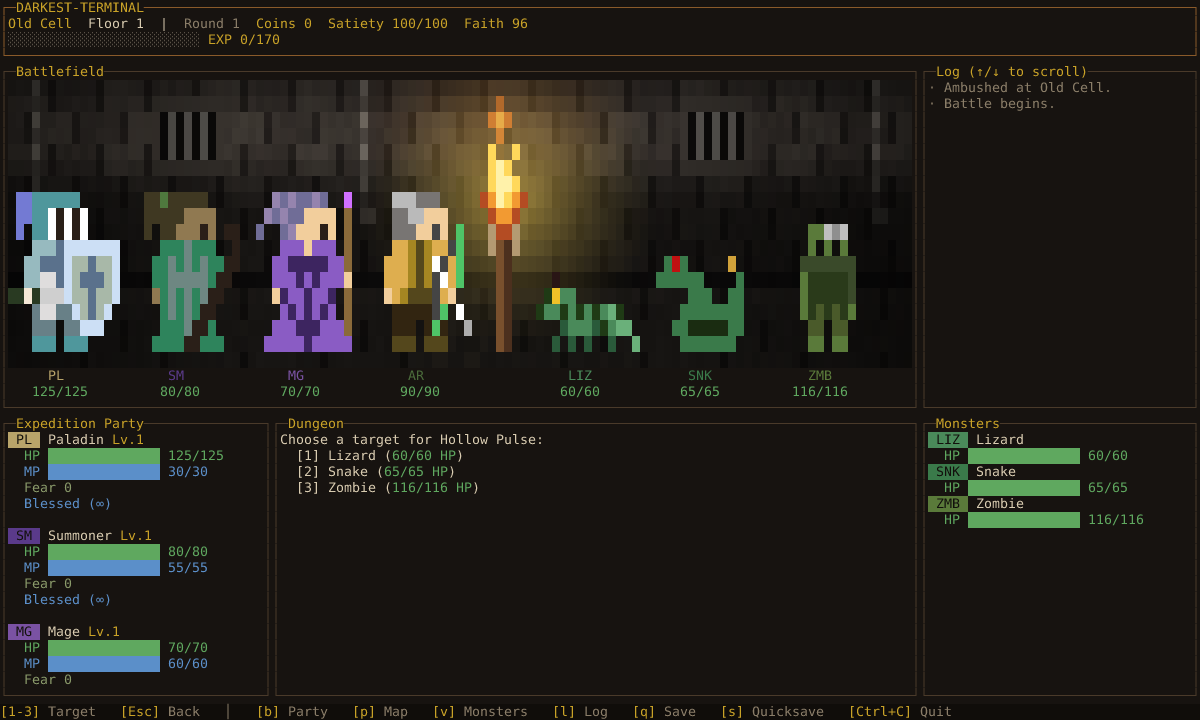 DARKEST-TERMINAL
Old Cell  Floor 1  |  Round 1  Coins 0  Satiety 100/100  Faith 96
EXP 0/170
Battlefield
PL SM MG AR LIZ SNK ZMB
125/125 80/80 70/70 90/90 60/60 65/65 116/116
Log (↑/↓ to scroll)
· Ambushed at Old Cell.
· Battle begins.
Expedition Party
PL Paladin Lv.1
HP 125/125
MP 30/30
Fear 0
Blessed (∞)
SM Summoner Lv.1
HP 80/80
MP 55/55
Fear 0
Blessed (∞)
MG Mage Lv.1
HP 70/70
MP 60/60
Fear 0
Dungeon
Choose a target for Hollow Pulse:
[1] Lizard (60/60 HP)
[2] Snake (65/65 HP)
[3] Zombie (116/116 HP)
Monsters
LIZ Lizard
HP 60/60
SNK Snake
HP 65/65
ZMB Zombie
HP 116/116
[1-3] Target  [Esc] Back  │  [b] Party  [p] Map  [v] Monsters  [l] Log  [q] Save  [s] Quicksave  [Ctrl+C] Quit